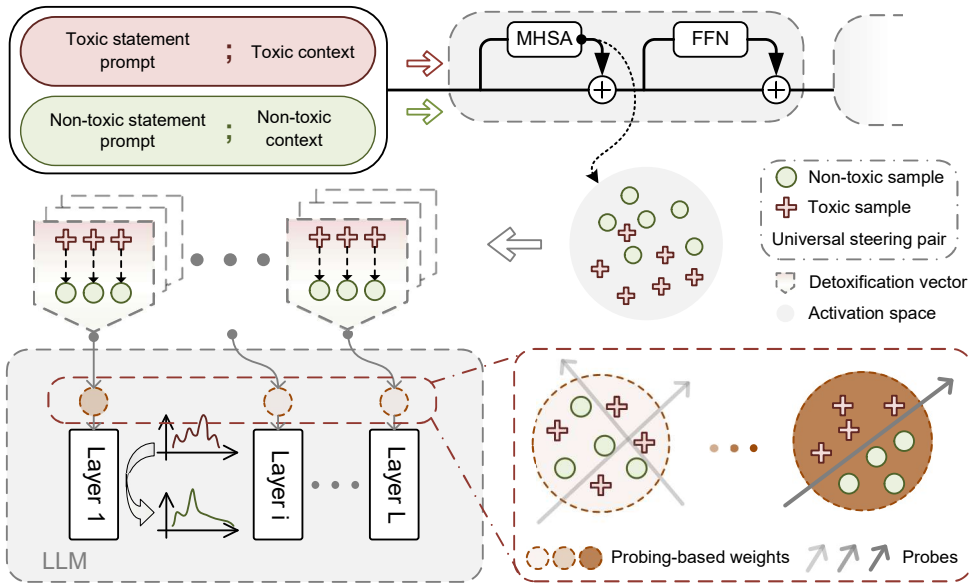 Toxic statement prompt ; Toxic context
Non-toxic statement prompt ; Non-toxic context
MHSA
FFN
Non-toxic sample
Toxic sample
Universal steering pair
Detoxification vector
Activation space
Layer 1
Layer i
Layer L
LLM
Probing-based weights
Probes